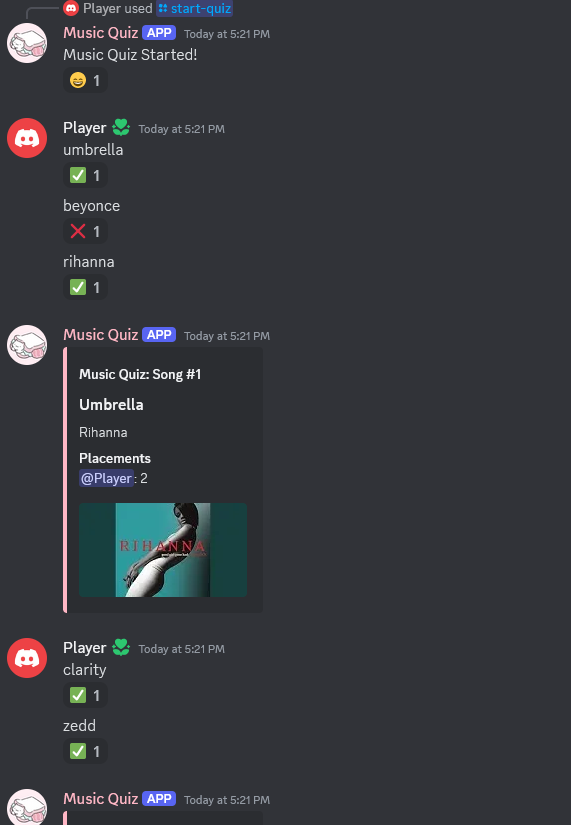 Player used start-quiz
Music Quiz APP Today at 5:21 PM
Music Quiz Started!
1
Player Today at 5:21 PM
umbrella
1
beyonce
1
rihanna
1
Music Quiz APP Today at 5:21 PM
Music Quiz: Song #1
Umbrella
Rihanna
Placements
@Player: 2
RIHANNA
Player Today at 5:21 PM
clarity
1
zedd
1
Music Quiz APP Today at 5:21 PM